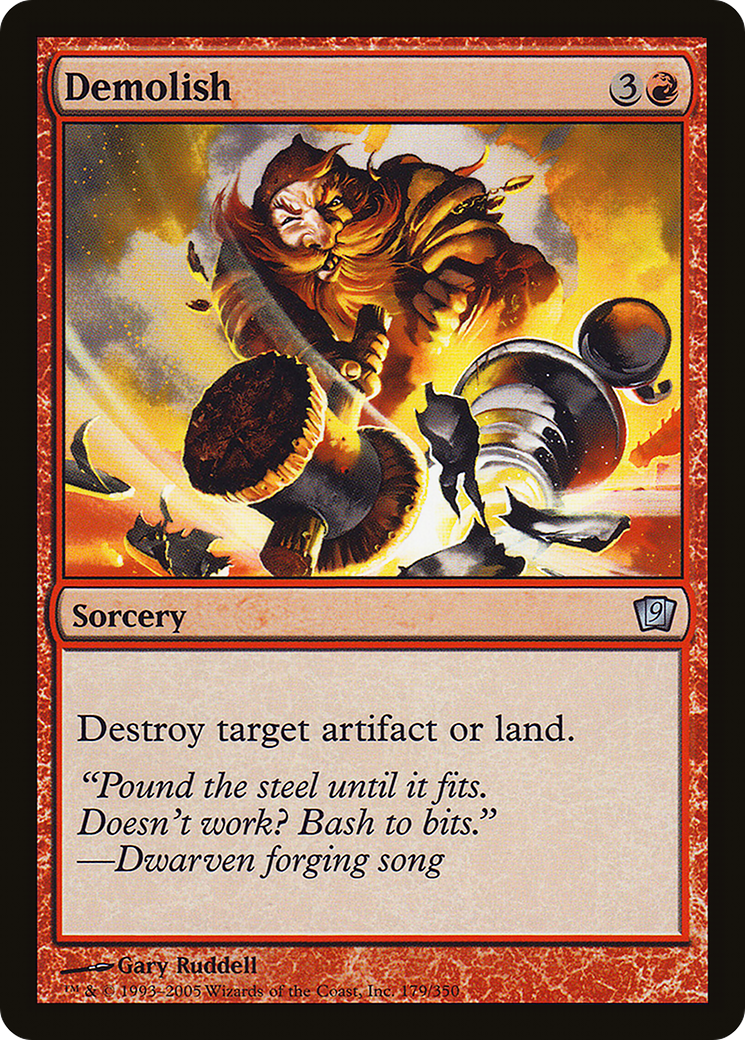 Demolish
3
Sorcery
9
Destroy target artifact or land.
“Pound the steel until it fits.
Doesn’t work? Bash to bits.”
—Dwarven forging song
Gary Ruddell
™ & © 1993–2005 Wizards of the Coast, Inc. 179/350